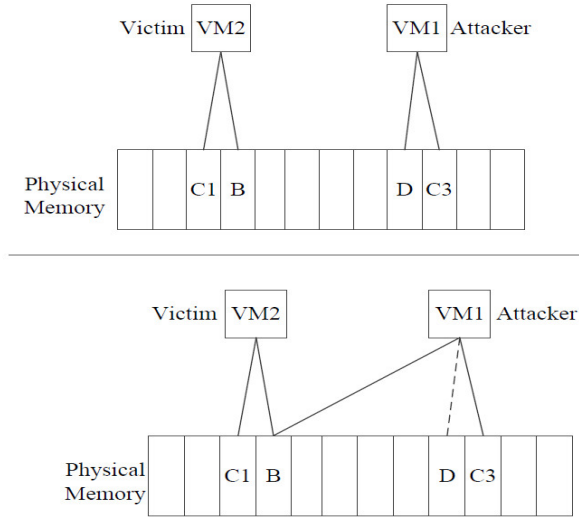 Victim VM2 VM1 Attacker
Physical
Memory
C1 B D C3
Victim VM2 VM1 Attacker
Physical
Memory
C1 B D C3